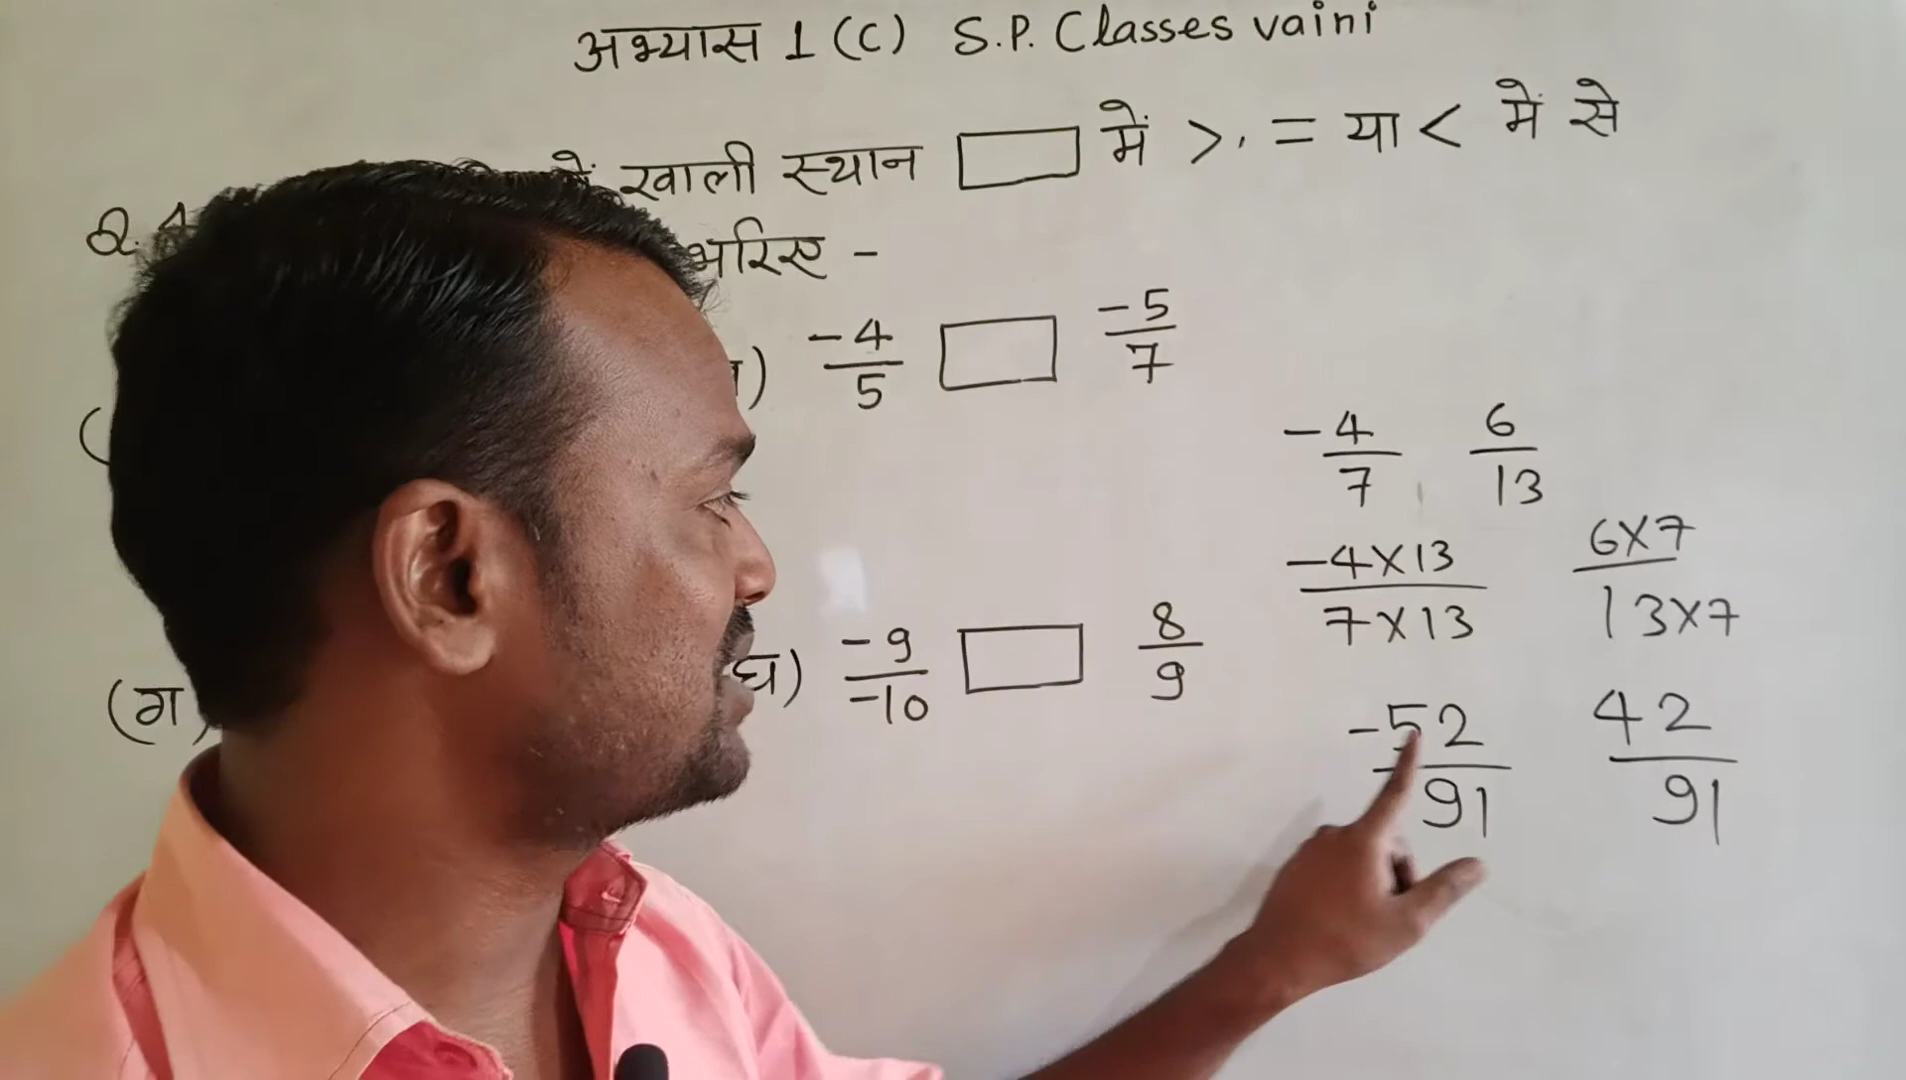 अभ्यास 1 (C) S.P. Classes vaini
Q. में खाली स्थान □ में >, = या < में से
भरिए -
) -4/5 □ -5/7
(ग) घ) -9/-10 □ 8/9
-4/7 6/13
-4×13/7×13 6×7/13×7
-52/91 42/91